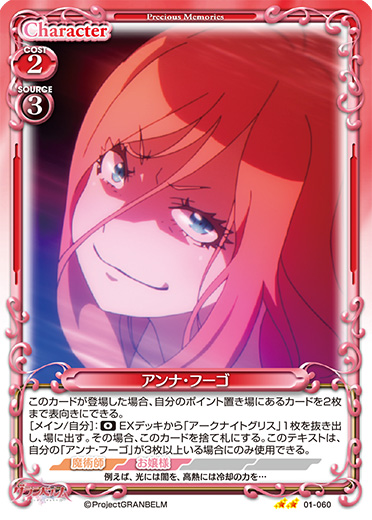 Precious Memories
Character
COST
2
SOURCE
3
アンナ・フーゴ
このカードが登場した場合、自分のポイント置き場にあるカードを2枚
まで表向きにできる。
[メイン/自分]:0 EXデッキから「アークナイトグリス」1枚を抜き出
し、場に出す。その場合、このカードを捨て札にする。このテキストは、
自分の「アンナ・フーゴ」が3枚以上いる場合にのみ使用できる。
魔術師 お嬢様
例えば、光には闇を、高熱には冷却の力を…
グランベルム
©ProjectGRANBELM 01-060